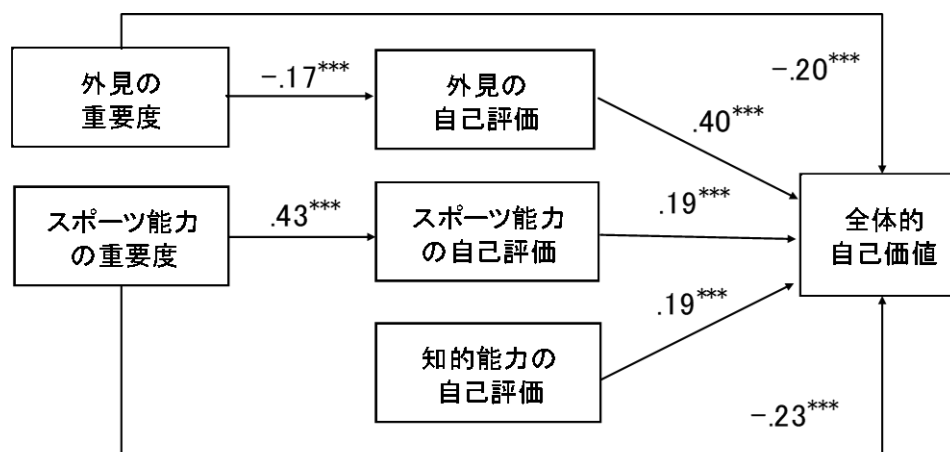 -.20***
外見の
重要度
-.17***
外見の
自己評価
.40***
スポーツ能力
の重要度
.43***
スポーツ能力
の自己評価
.19***
全体的
自己価値
知的能力の
自己評価
.19***
-.23***